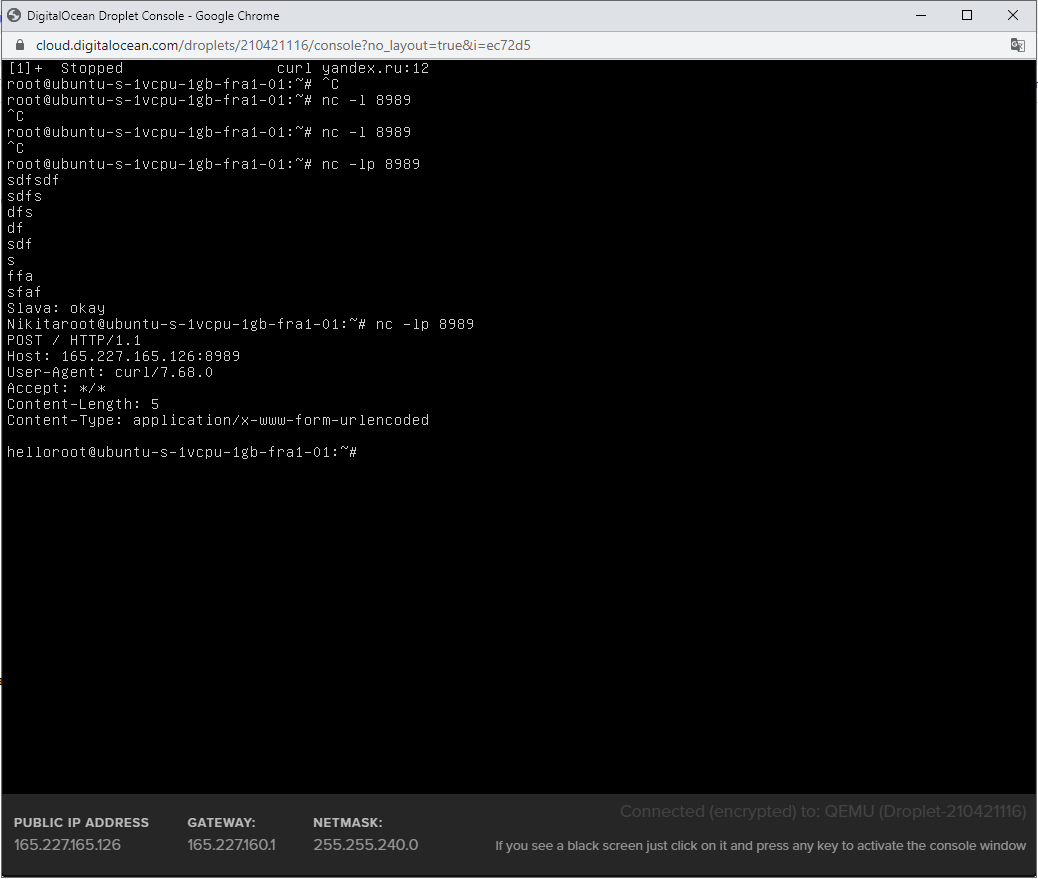 DigitalOcean Droplet Console - Google Chrome
cloud.digitalocean.com/droplets/210421116/console?no_layout=true&i=ec72d5
[1]+  Stopped                 curl yandex.ru:12
root@ubuntu-s-1vcpu-1gb-fra1-01:~# ^C
root@ubuntu-s-1vcpu-1gb-fra1-01:~# nc -l 8989
^C
root@ubuntu-s-1vcpu-1gb-fra1-01:~# nc -l 8989
^C
root@ubuntu-s-1vcpu-1gb-fra1-01:~# nc -lp 8989
sdfsdf
sdfs
dfs
df
sdf
s
ffa
sfaf
Slava: okay
Nikitaroot@ubuntu-s-1vcpu-1gb-fra1-01:~# nc -lp 8989
POST / HTTP/1.1
Host: 165.227.165.126:8989
User-Agent: curl/7.68.0
Accept: */*
Content-Length: 5
Content-Type: application/x-www-form-urlencoded

helloroot@ubuntu-s-1vcpu-1gb-fra1-01:~#
Connected (encrypted) to: QEMU (Droplet-210421116)
PUBLIC IP ADDRESS GATEWAY: NETMASK:
165.227.165.126 165.227.160.1 255.255.240.0
If you see a black screen just click on it and press any key to activate the console window